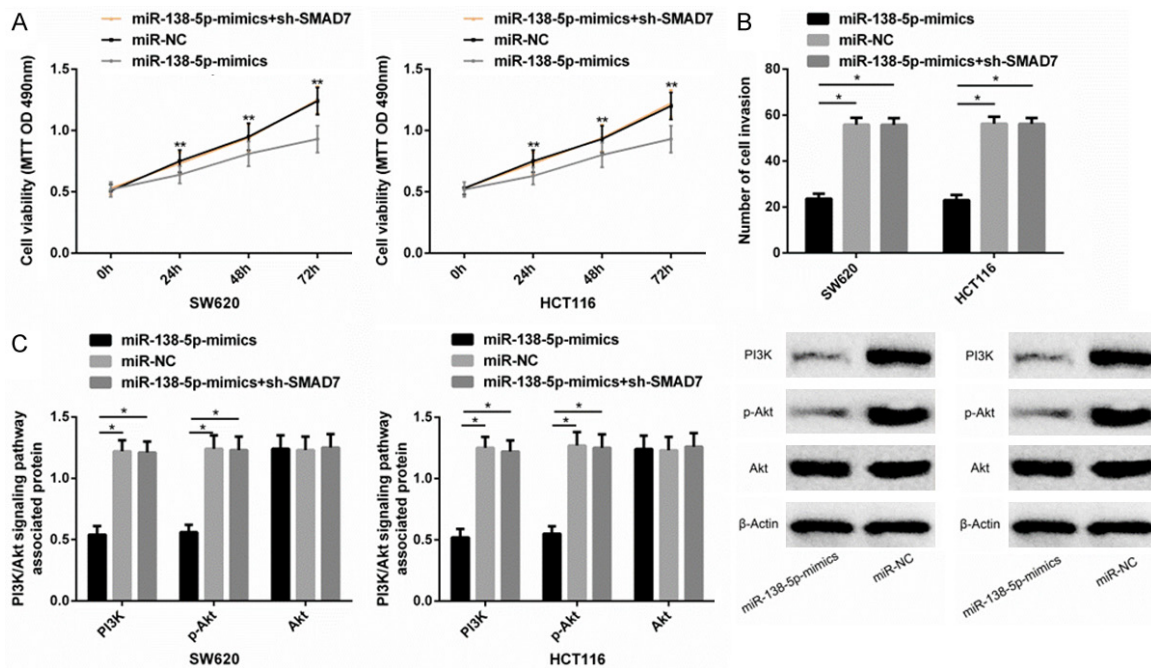 A
miR-138-5p-mimics+sh-SMAD7
miR-NC
miR-138-5p-mimics
Cell viability (MTT OD 490nm)
1.5
1.0
0.5
0.0
**
**
**
0h
24h
48h
72h
SW620
miR-138-5p-mimics+sh-SMAD7
miR-NC
miR-138-5p-mimics
Cell viability (MTT OD 490nm)
1.5
1.0
0.5
0.0
**
**
**
0h
24h
48h
72h
HCT116
B
miR-138-5p-mimics
miR-NC
miR-138-5p-mimics+sh-SMAD7
Number of cell invasion
80
60
40
20
0
*
*
*
*
SW620
HCT116
C
miR-138-5p-mimics
miR-NC
miR-138-5p-mimics+sh-SMAD7
PI3K/Akt signaling pathway
associated protein
1.5
1.0
0.5
0.0
*
*
*
*
PI3K
p-Akt
Akt
SW620
miR-138-5p-mimics
miR-NC
miR-138-5p-mimics+sh-SMAD7
PI3K/Akt signaling pathway
associated protein
1.5
1.0
0.5
0.0
*
*
*
*
PI3K
p-Akt
Akt
HCT116
PI3K
p-Akt
Akt
β-Actin
miR-138-5p-mimics
miR-NC
PI3K
p-Akt
Akt
β-Actin
miR-138-5p-mimics
miR-NC